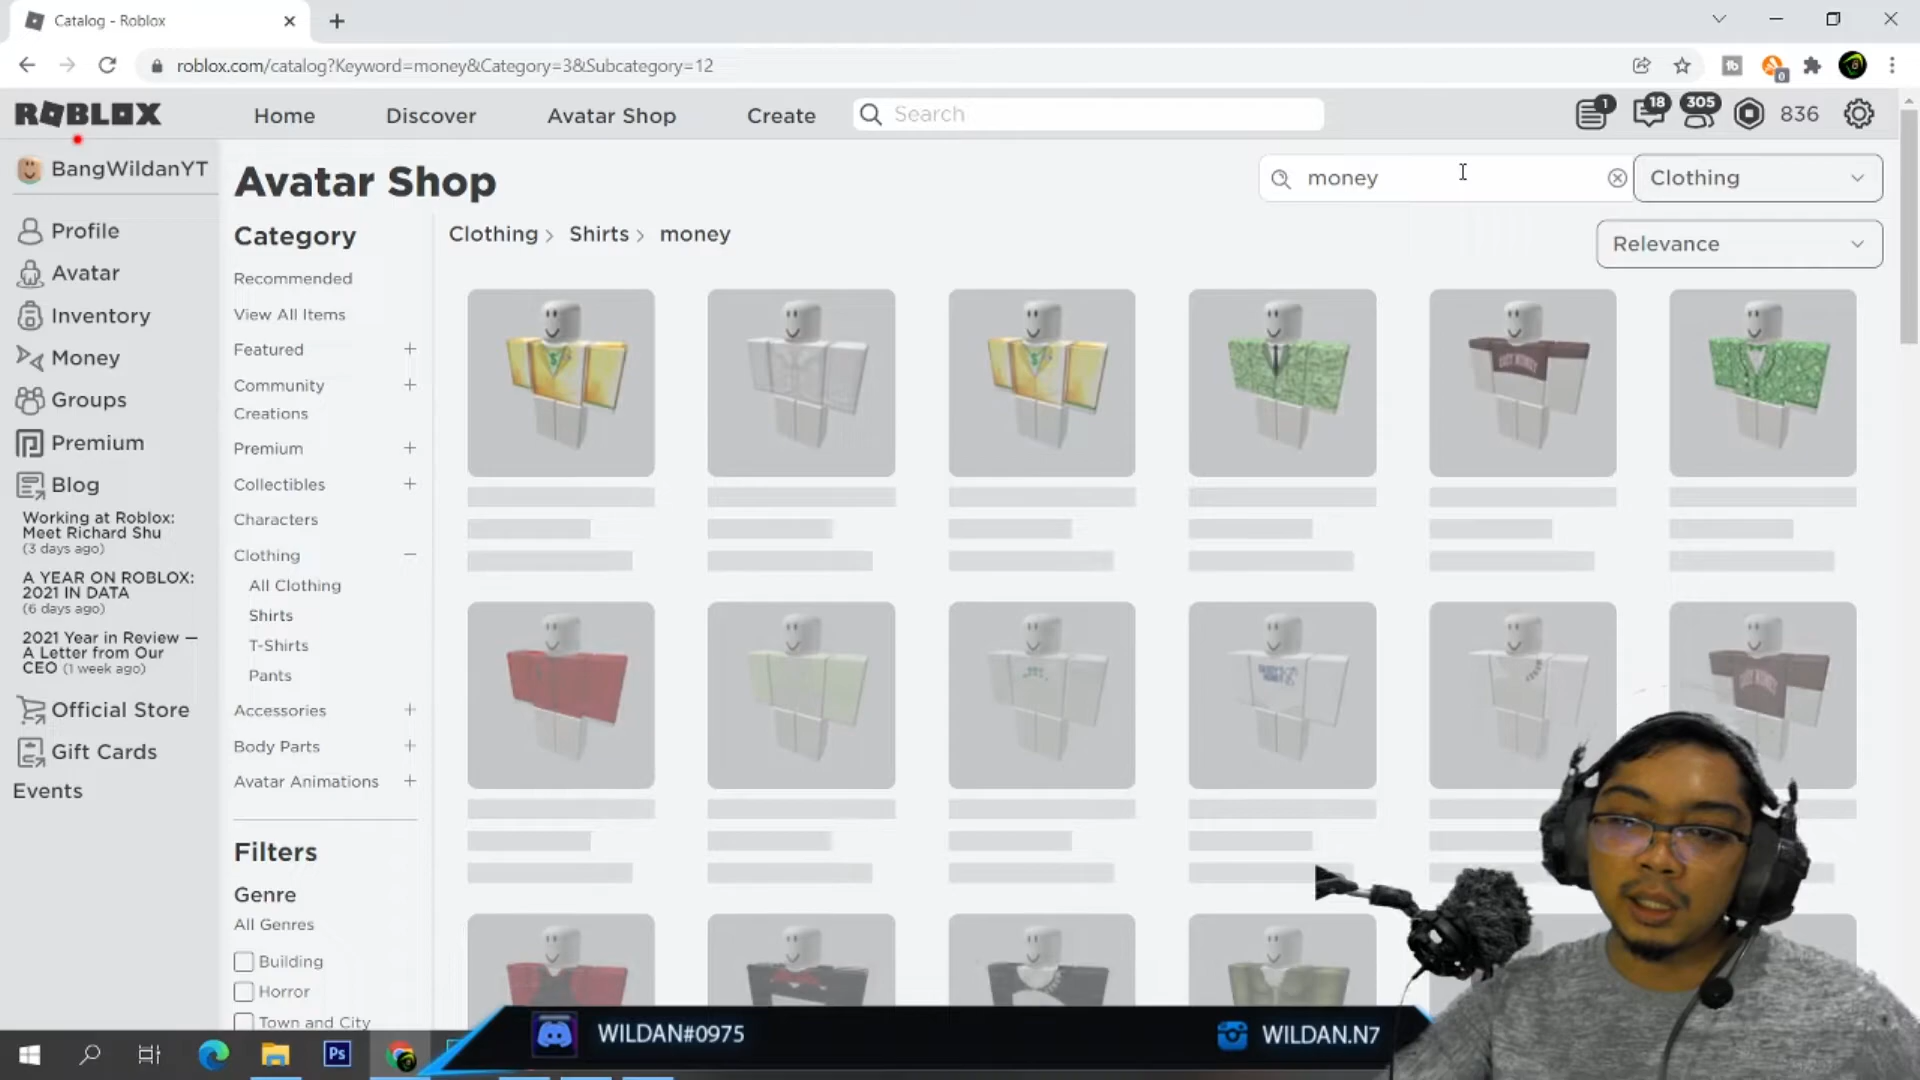 Catalog - Roblox
roblox.com/catalog?Keyword=money&Category=3&Subcategory=12
0
ROBLOX
Home
Discover
Avatar Shop
Create
Search
1
18
305
836
BangWildanYT
Profile
Avatar
Inventory
Money
Groups
Premium
Blog
Working at Roblox:
Meet Richard Shu
(3 days ago)
A YEAR ON ROBLOX:
2021 IN DATA
(6 days ago)
2021 Year in Review —
A Letter from Our
CEO (1 week ago)
Official Store
Gift Cards
Events
Avatar Shop
money
Clothing
Relevance
Category
Recommended
View All Items
Featured
Community
Creations
Premium
Collectibles
Characters
Clothing
All Clothing
Shirts
T-Shirts
Pants
Accessories
Body Parts
Avatar Animations
Filters
Genre
All Genres
Building
Horror
Town and City
Clothing > Shirts > money
Ps
WILDAN#0975
WILDAN.N7